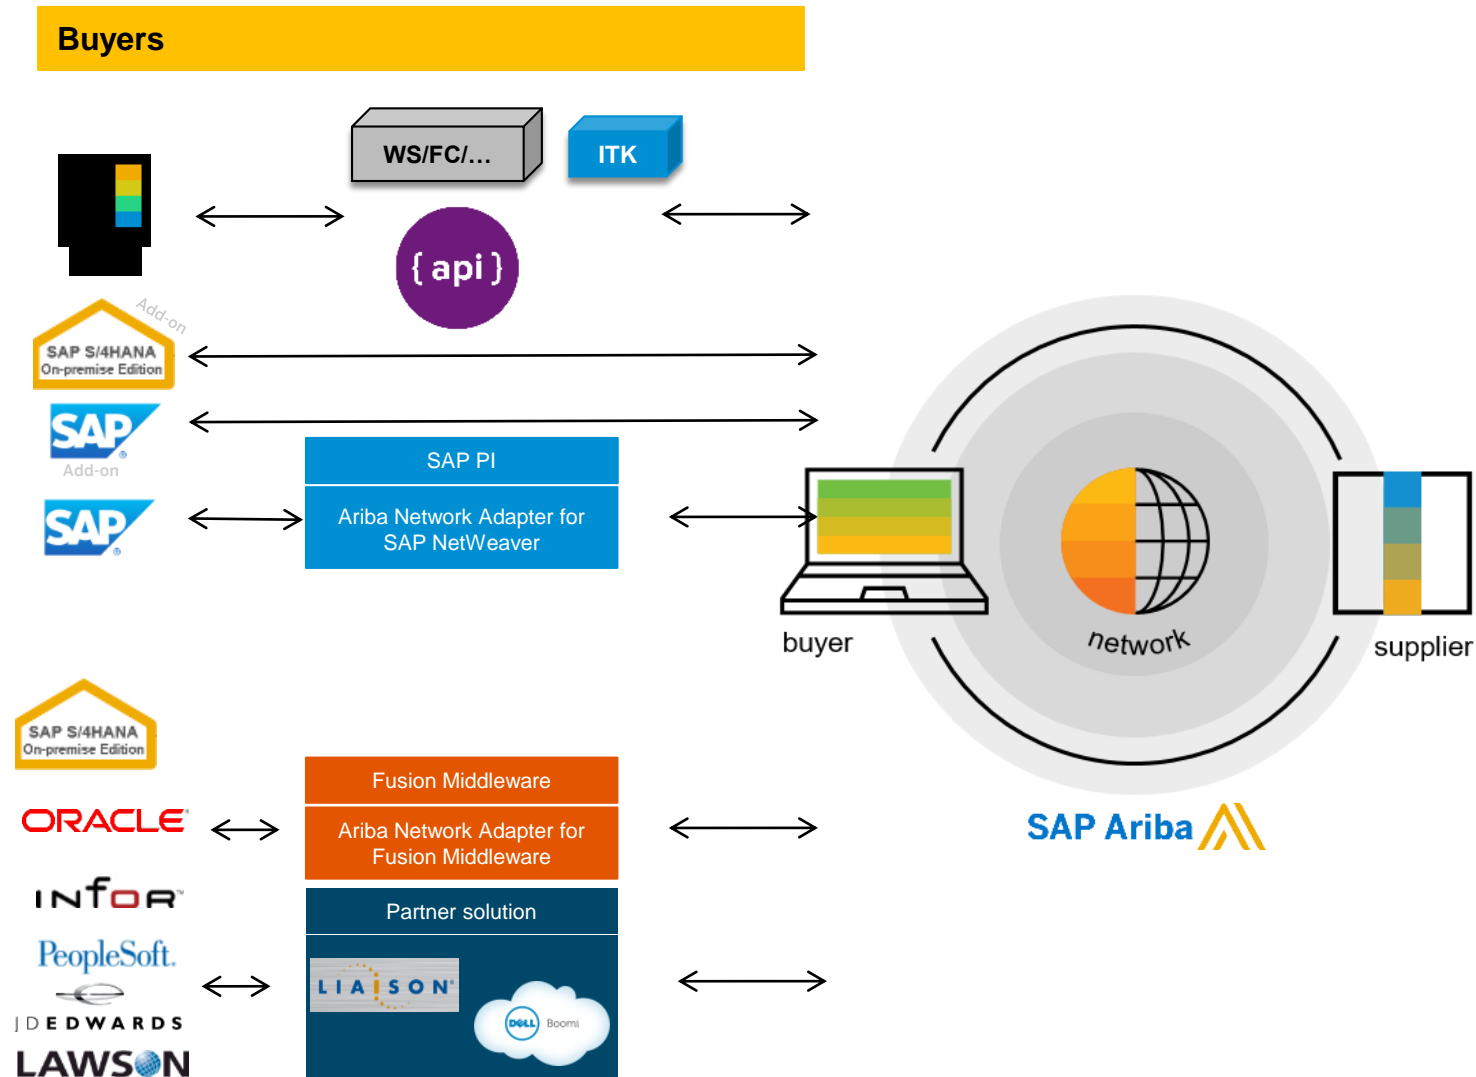 Buyers
WS/FC/...
ITK
{ api }
Add-on
SAP S/4HANA
On-premise Edition
SAP
Add-on
SAP PI
SAP
Ariba Network Adapter for
SAP NetWeaver
buyer
network
supplier
SAP S/4HANA
On-premise Edition
Fusion Middleware
ORACLE
Ariba Network Adapter for
Fusion Middleware
SAP Ariba
infor
Partner solution
PeopleSoft.
LIAISON
DELL Boomi
JDEDWARDS
LAWSON